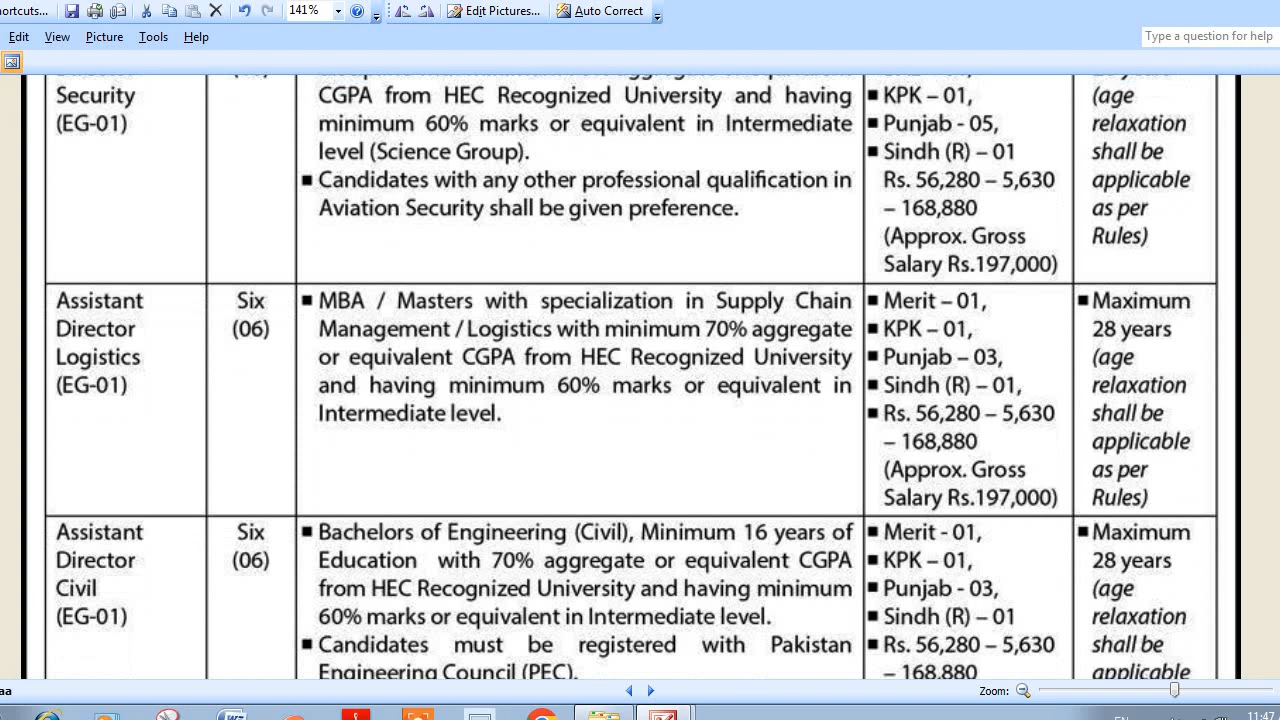 ortcuts...
141%
Edit Pictures...
Auto Correct
Edit View Picture Tools Help
Type a question for help
Security
(EG-01)
CGPA from HEC Recognized University and having
minimum 60% marks or equivalent in Intermediate
level (Science Group).
■ Candidates with any other professional qualification in
Aviation Security shall be given preference.
■ KPK – 01,
■ Punjab - 05,
■ Sindh (R) – 01
Rs. 56,280 – 5,630
– 168,880
(Approx. Gross
Salary Rs.197,000)
(age
relaxation
shall be
applicable
as per
Rules)
Assistant
Director
Logistics
(EG-01)
Six
(06)
■ MBA / Masters with specialization in Supply Chain
Management / Logistics with minimum 70% aggregate
or equivalent CGPA from HEC Recognized University
and having minimum 60% marks or equivalent in
Intermediate level.
■ Merit – 01,
■ KPK – 01,
■ Punjab – 03,
■ Sindh (R) – 01,
■ Rs. 56,280 – 5,630
– 168,880
(Approx. Gross
Salary Rs.197,000)
■ Maximum
28 years
(age
relaxation
shall be
applicable
as per
Rules)
Assistant
Director
Civil
(EG-01)
Six
(06)
■ Bachelors of Engineering (Civil), Minimum 16 years of
Education with 70% aggregate or equivalent CGPA
from HEC Recognized University and having minimum
60% marks or equivalent in Intermediate level.
■ Candidates must be registered with Pakistan
Engineering Council (PEC).
■ Merit - 01,
■ KPK – 01,
■ Punjab - 03,
■ Sindh (R) – 01
■ Rs. 56,280 – 5,630
– 168,880
■ Maximum
28 years
(age
relaxation
shall be
applicable
aa
Zoom:
EN
11:47